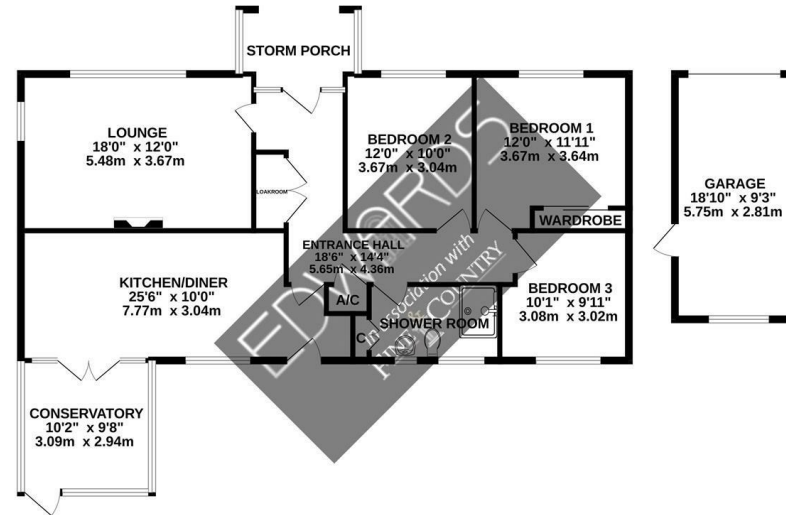 STORM PORCH
LOUNGE
18'0" x 12'0"
5.48m x 3.67m
BEDROOM 2
12'0" x 10'0"
3.67m x 3.04m
BEDROOM 1
12'0" x 11'11"
3.67m x 3.64m
GARAGE
18'10" x 9'3"
5.75m x 2.81m
LOAKROOM
WARDROBE
ENTRANCE HALL
18'6" x 14'4"
5.65m x 4.36m
KITCHEN/DINER
25'6" x 10'0"
7.77m x 3.04m
A/C
BEDROOM 3
10'1" x 9'11"
3.08m x 3.02m
C
SHOWER ROOM
CONSERVATORY
10'2" x 9'8"
3.09m x 2.94m
EDWARDS
in association with
FINE & COUNTRY